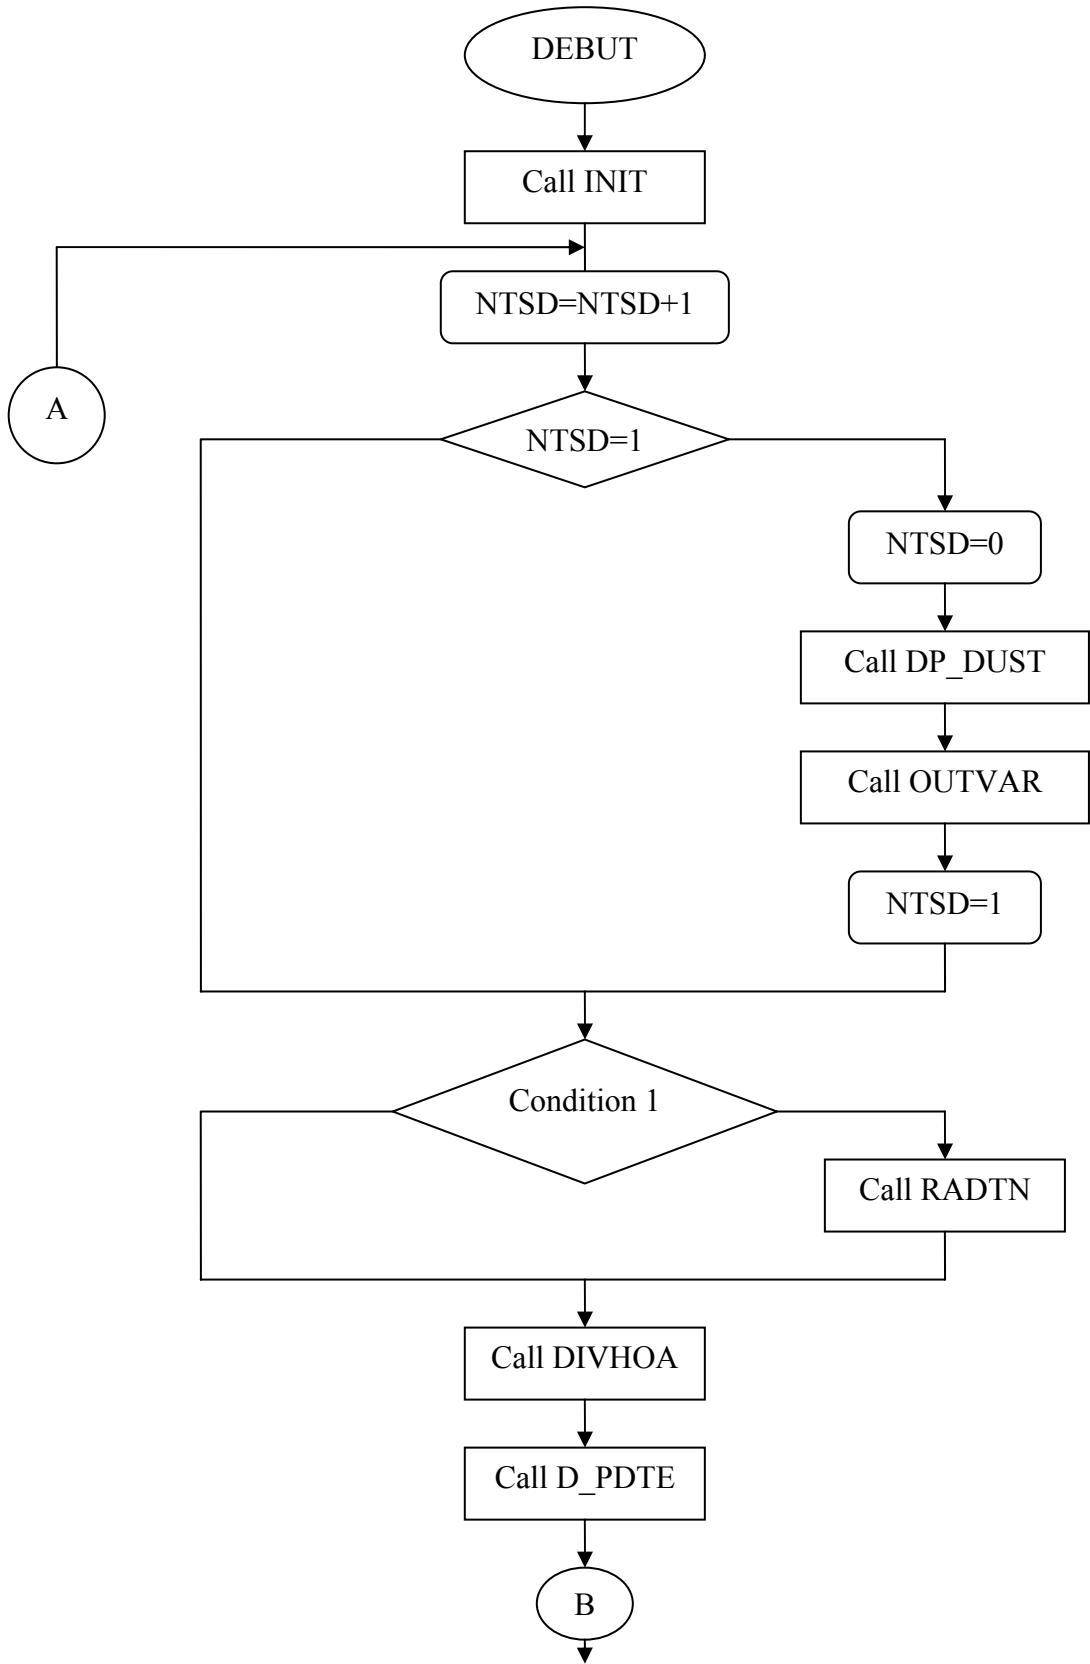 DEBUT
Call INIT
NTSD=NTSD+1
A
NTSD=1
NTSD=0
Call DP_DUST
Call OUTVAR
NTSD=1
Condition 1
Call RADTN
Call DIVHOA
Call D_PDTE
B